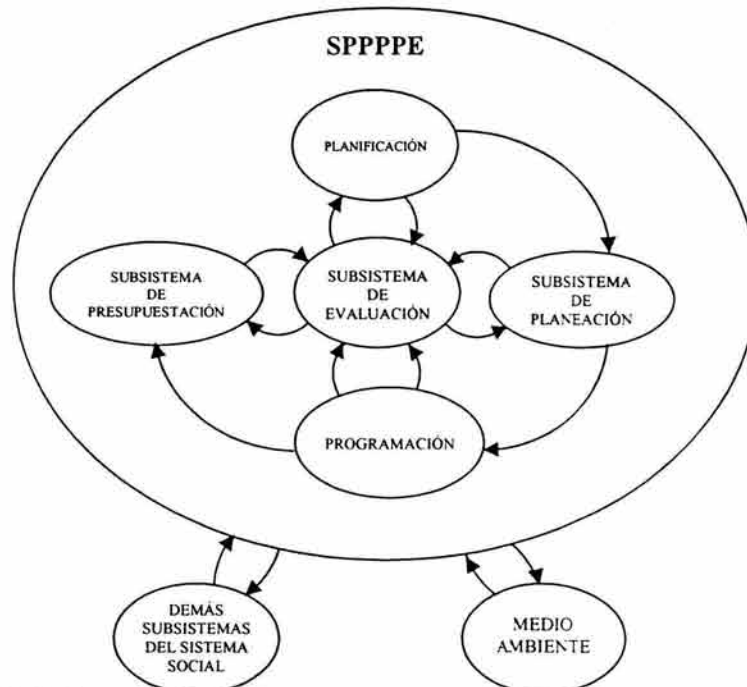 SPPPPE
PLANIFICACIÓN
SUBSISTEMA
DE
PRESUPUESTACIÓN
SUBSISTEMA
DE
EVALUACIÓN
SUBSISTEMA
DE
PLANEACIÓN
PROGRAMACIÓN
DEMÁS
SUBSISTEMAS
DEL SISTEMA
SOCIAL
MEDIO
AMBIENTE